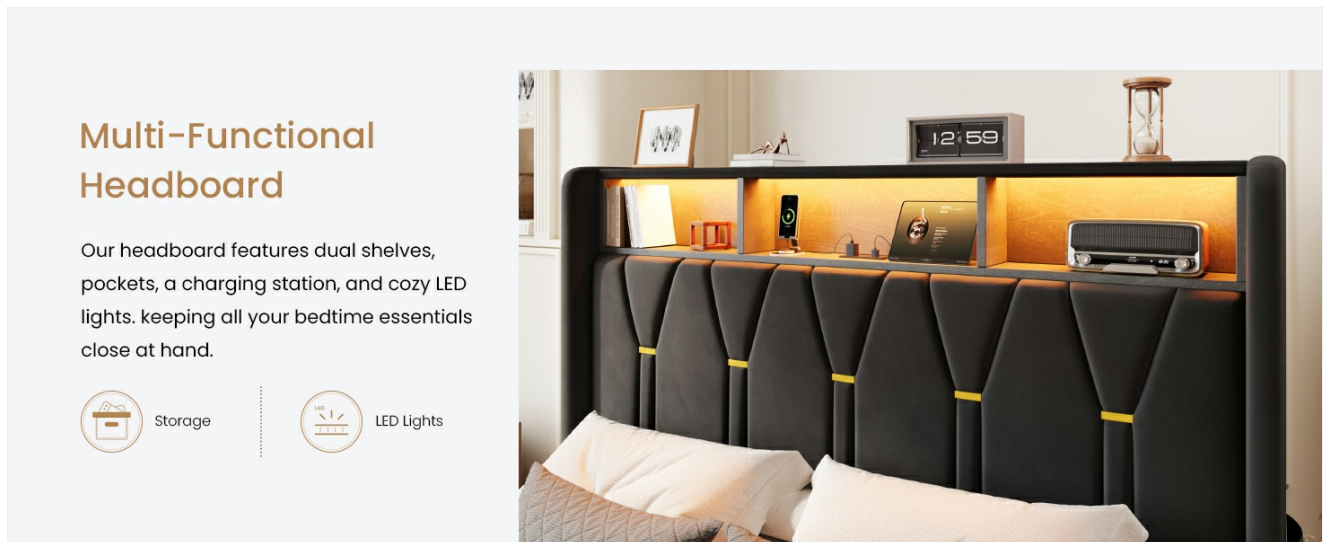 Multi-Functional
Headboard
Our headboard features dual shelves,
pockets, a charging station, and cozy LED
lights. keeping all your bedtime essentials
close at hand.
LED
Storage
LED Lights
12 59